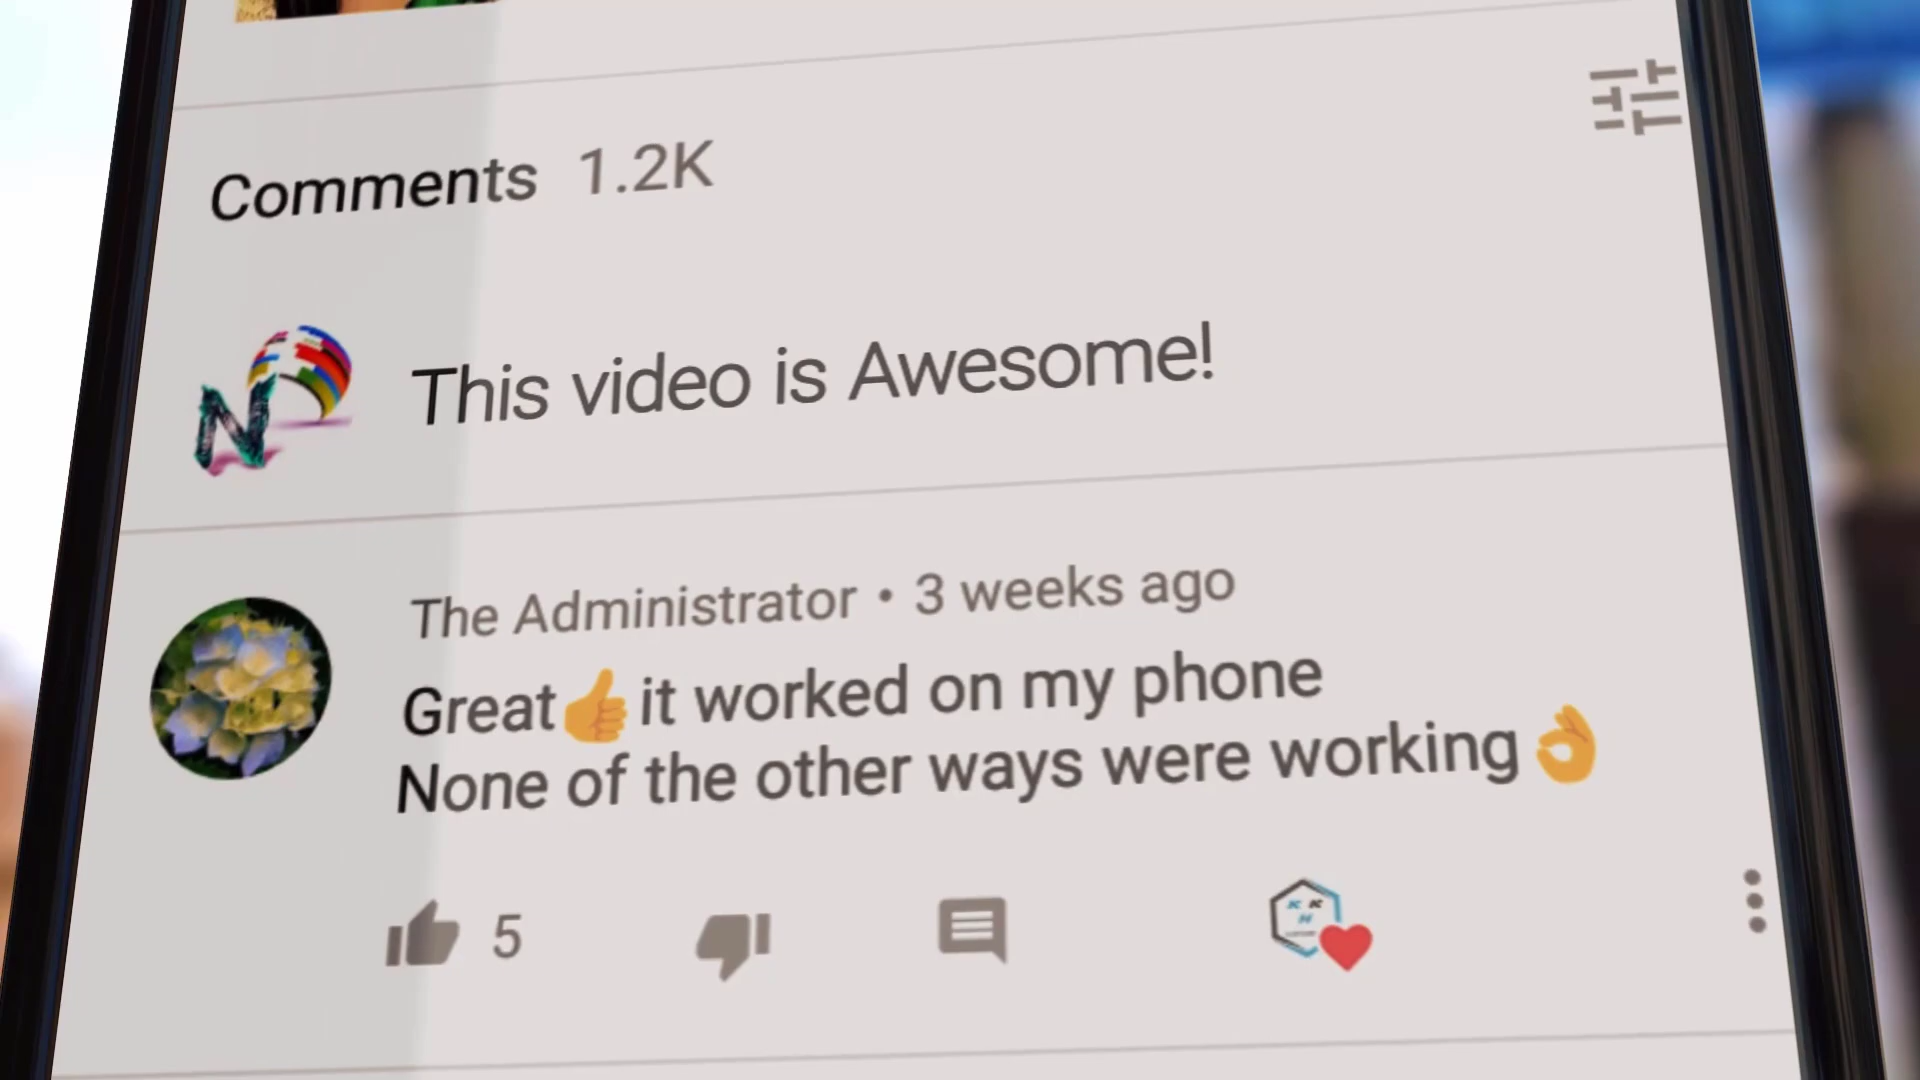 Comments 1.2K
N
This video is Awesome!
The Administrator • 3 weeks ago
Great👍it worked on my phone
None of the other ways were working👌
5
K K
H